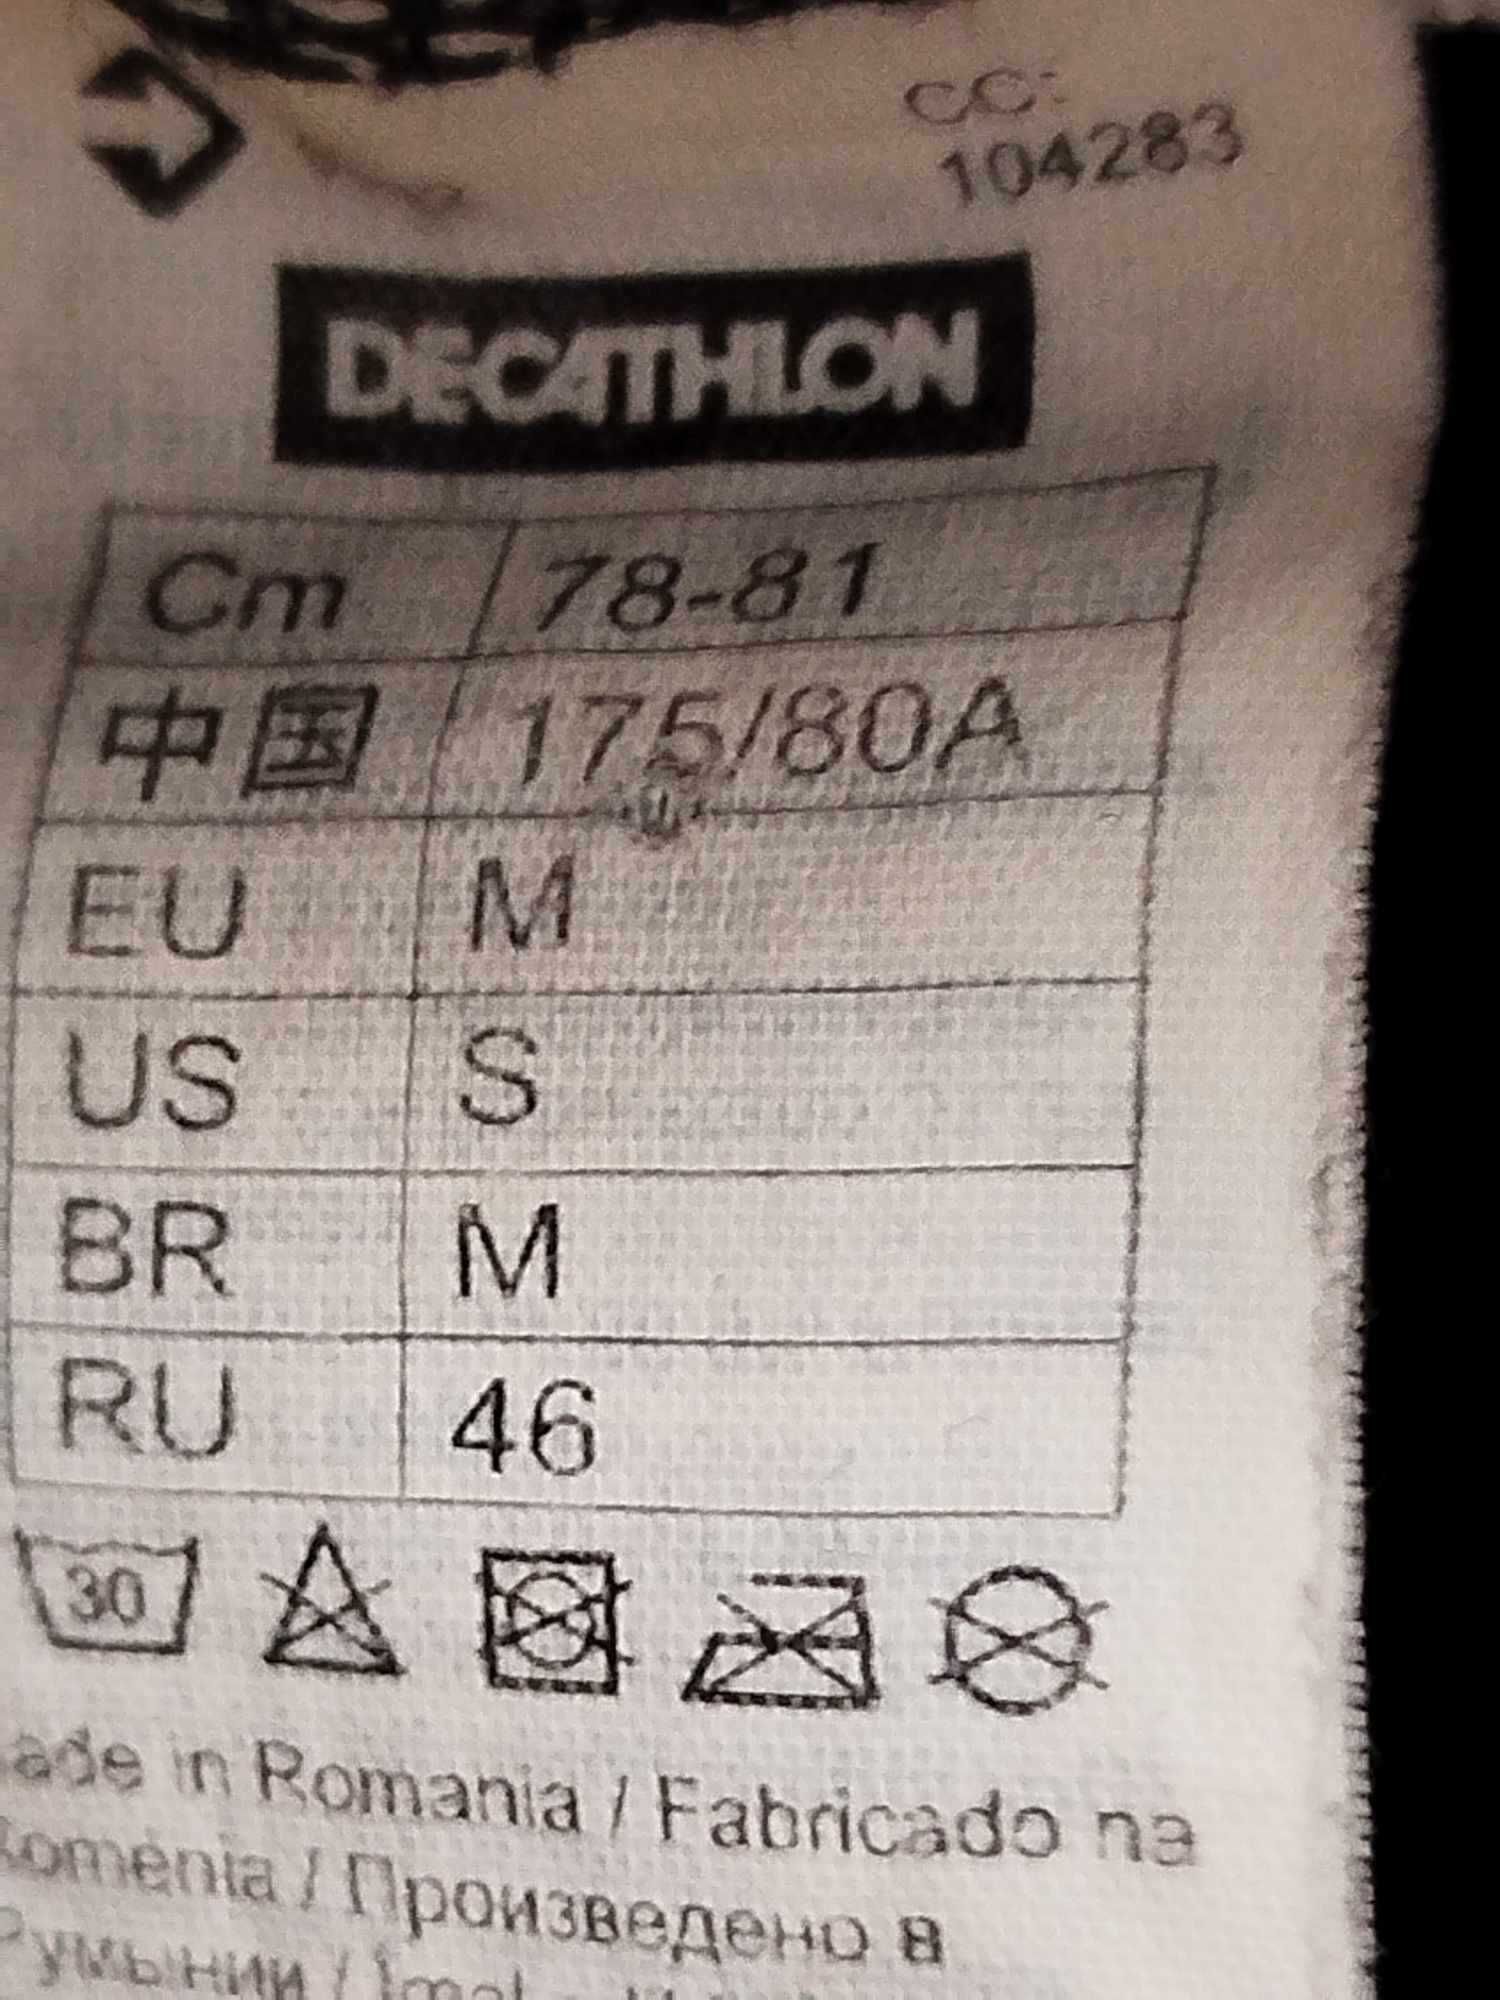 CC:
104283
DECATHLON
Cm 78-81
中国 175/80A
EU M
US S
BR M
RU 46
30
ade in Romania / Fabricado na
omênia / Произведено в
Румынии /